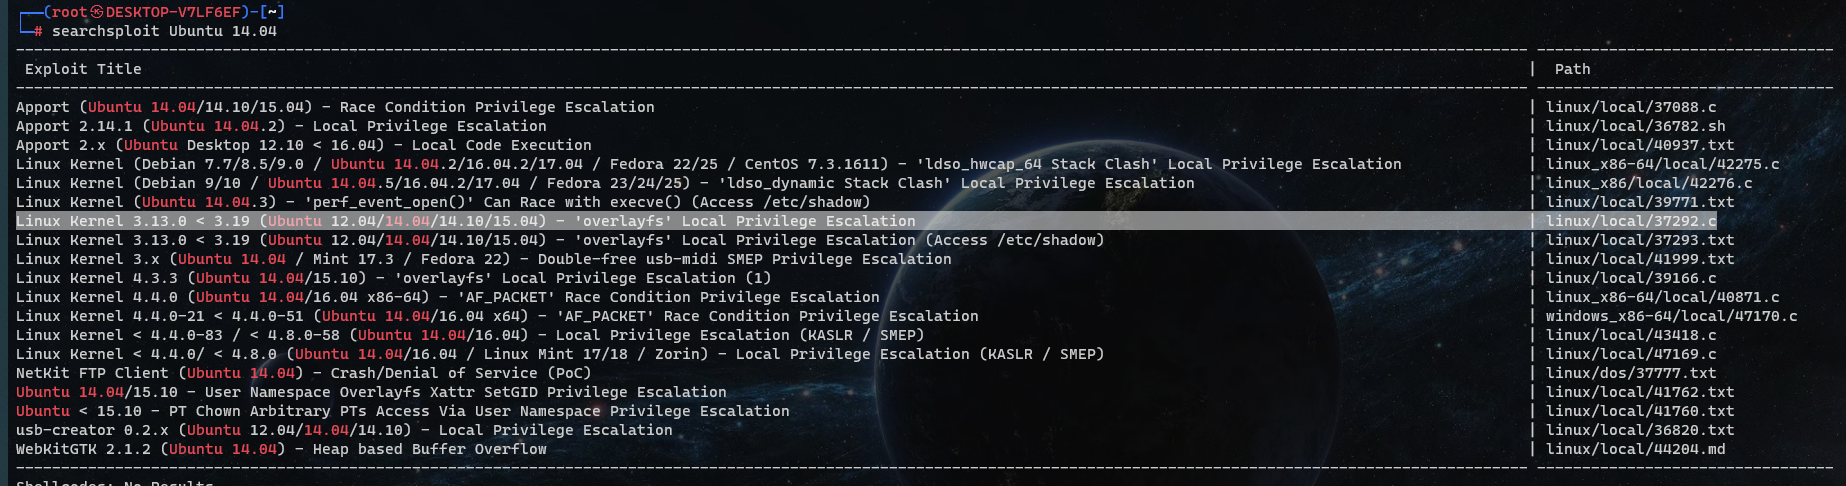 ┌──(root㉿DESKTOP-V7LF6EF)-[~]
└─# searchsploit Ubuntu 14.04
Exploit Title | Path
Apport (Ubuntu 14.04/14.10/15.04) - Race Condition Privilege Escalation | linux/local/37088.c
Apport 2.14.1 (Ubuntu 14.04.2) - Local Privilege Escalation | linux/local/36782.sh
Apport 2.x (Ubuntu Desktop 12.10 < 16.04) - Local Code Execution | linux/local/40937.txt
Linux Kernel (Debian 7.7/8.5/9.0 / Ubuntu 14.04.2/16.04.2/17.04 / Fedora 22/25 / CentOS 7.3.1611) - 'ldso_hwcap_64 Stack Clash' Local Privilege Escalation | linux_x86-64/local/42275.c
Linux Kernel (Debian 9/10 / Ubuntu 14.04.5/16.04.2/17.04 / Fedora 23/24/25) - 'ldso_dynamic Stack Clash' Local Privilege Escalation | linux_x86/local/42276.c
Linux Kernel (Ubuntu 14.04.3) - 'perf_event_open()' Can Race with execve() (Access /etc/shadow) | linux/local/39771.txt
Linux Kernel 3.13.0 < 3.19 (Ubuntu 12.04/14.04/14.10/15.04) - 'overlayfs' Local Privilege Escalation | linux/local/37292.c
Linux Kernel 3.13.0 < 3.19 (Ubuntu 12.04/14.04/14.10/15.04) - 'overlayfs' Local Privilege Escalation (Access /etc/shadow) | linux/local/37293.txt
Linux Kernel 3.x (Ubuntu 14.04 / Mint 17.3 / Fedora 22) - Double-free usb-midi SMEP Privilege Escalation | linux/local/41999.txt
Linux Kernel 4.3.3 (Ubuntu 14.04/15.10) - 'overlayfs' Local Privilege Escalation (1) | linux/local/39166.c
Linux Kernel 4.4.0 (Ubuntu 14.04/16.04 x86-64) - 'AF_PACKET' Race Condition Privilege Escalation | linux_x86-64/local/40871.c
Linux Kernel 4.4.0-21 < 4.4.0-51 (Ubuntu 14.04/16.04 x64) - 'AF_PACKET' Race Condition Privilege Escalation | windows_x86-64/local/47170.c
Linux Kernel < 4.4.0-83 / < 4.8.0-58 (Ubuntu 14.04/16.04) - Local Privilege Escalation (KASLR / SMEP) | linux/local/43418.c
Linux Kernel < 4.4.0/ < 4.8.0 (Ubuntu 14.04/16.04 / Linux Mint 17/18 / Zorin) - Local Privilege Escalation (KASLR / SMEP) | linux/local/47169.c
NetKit FTP Client (Ubuntu 14.04) - Crash/Denial of Service (PoC) | linux/dos/37777.txt
Ubuntu 14.04/15.10 - User Namespace Overlayfs Xattr SetGID Privilege Escalation | linux/local/41762.txt
Ubuntu < 15.10 - PT Chown Arbitrary PTs Access Via User Namespace Privilege Escalation | linux/local/41760.txt
usb-creator 0.2.x (Ubuntu 12.04/14.04/14.10) - Local Privilege Escalation | linux/local/36820.txt
WebKitGTK 2.1.2 (Ubuntu 14.04) - Heap based Buffer Overflow | linux/local/44204.md
Shellcodes: No Results